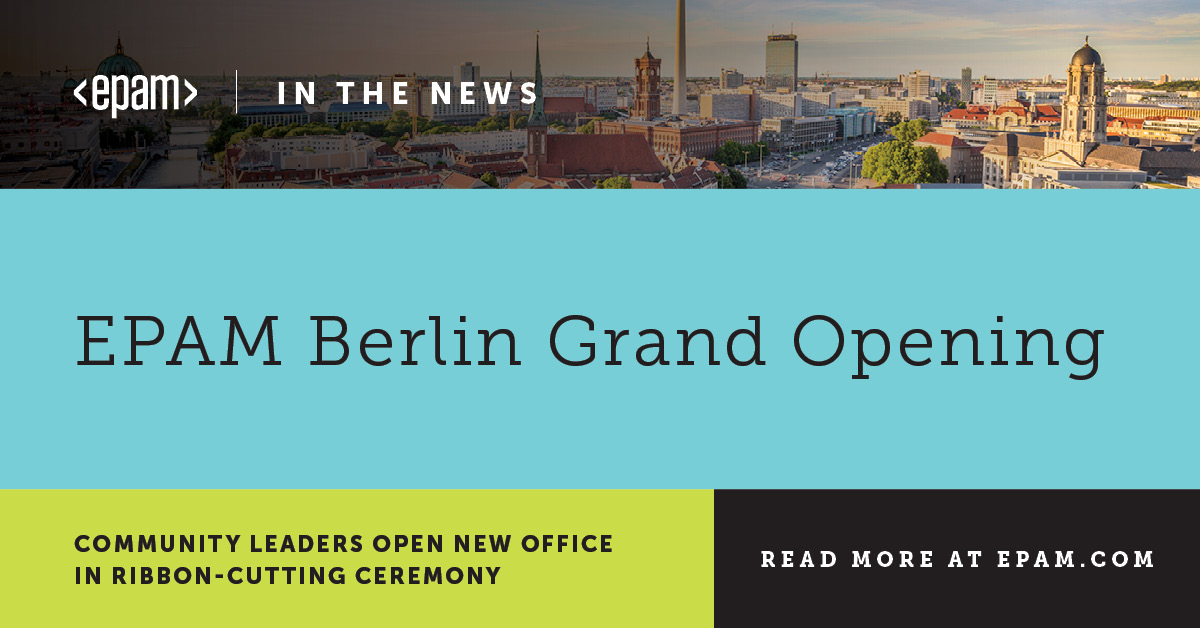 <epam> | IN THE NEWS
EPAM Berlin Grand Opening
COMMUNITY LEADERS OPEN NEW OFFICE
IN RIBBON-CUTTING CEREMONY
READ MORE AT EPAM.COM